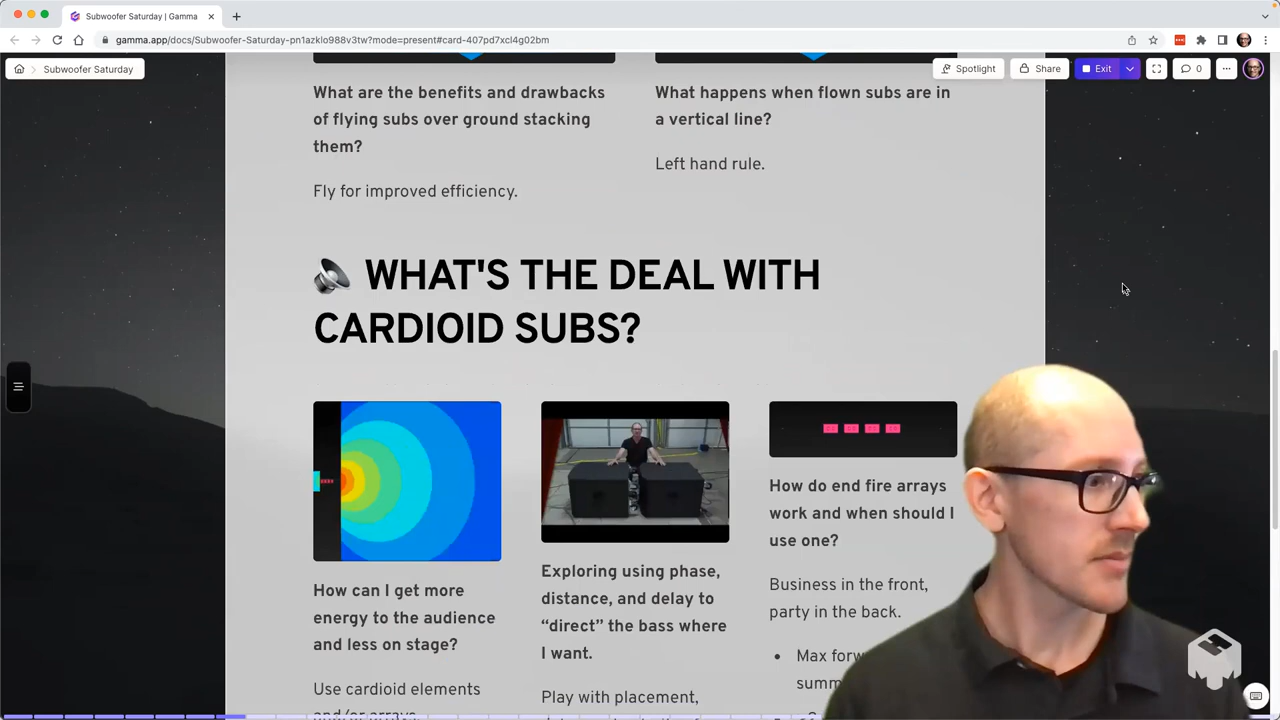 Subwoofer Saturday | Gamma
gamma.app/docs/Subwoofer-Saturday-pn1azklo988v3tw?mode=present#card-407pd7xcl4g02bm
Subwoofer Saturday
Spotlight
Share
Exit
0
What are the benefits and drawbacks
of flying subs over ground stacking
them?
Fly for improved efficiency.
What happens when flown subs are in
a vertical line?
Left hand rule.
WHAT'S THE DEAL WITH
CARDIOID SUBS?
How can I get more
energy to the audience
and less on stage?
Use cardioid elements
and/or arrays.
Exploring using phase,
distance, and delay to
“direct” the bass where
I want.
Play with placement,
How do end fire arrays
work and when should I
use one?
Business in the front,
party in the back.
• Max